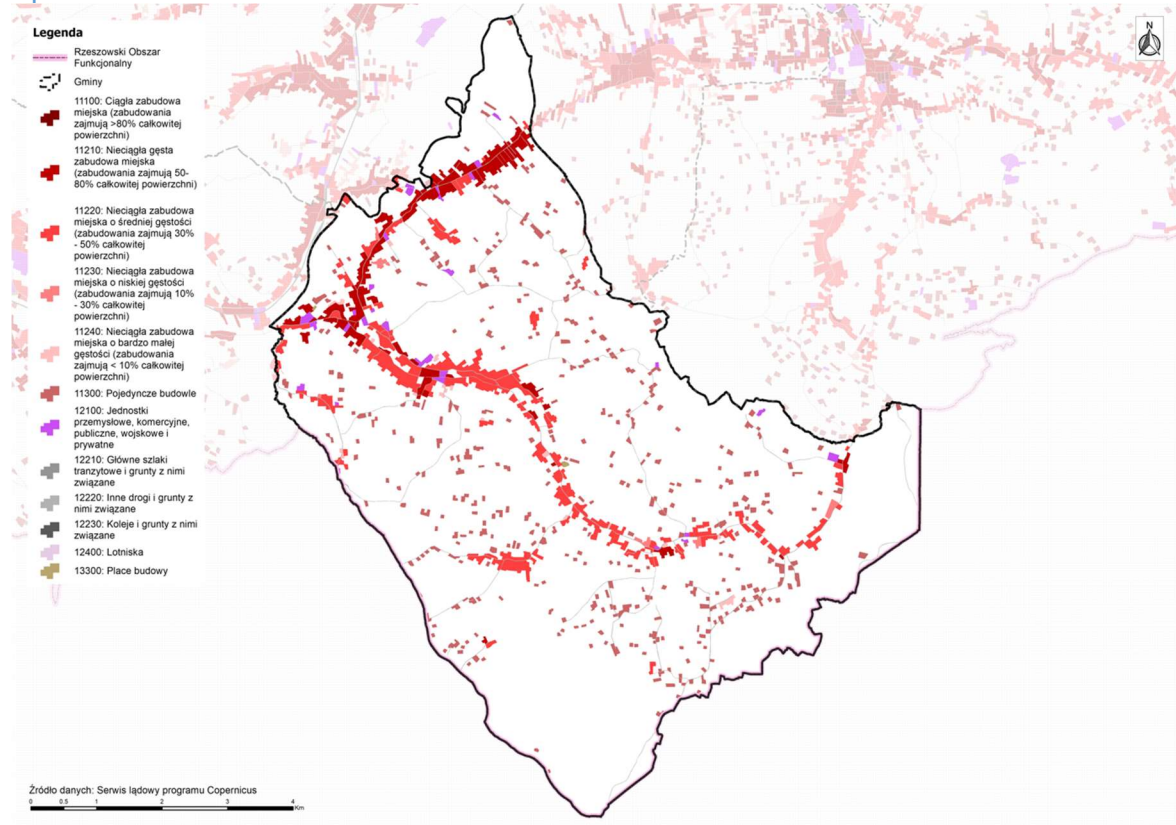 Legenda
Rzeszowski Obszar
Funkcjonalny
Gminy
11100: Ciągła zabudowa
miejska (zabudowania
zajmują >80% całkowitej
powierzchni)
11210: Nieciągła gęsta
zabudowa miejska
(zabudowania zajmują 50-
80% całkowitej powierzchni)
11220: Nieciągła zabudowa
miejska o średniej gęstości
(zabudowania zajmują 30%
- 50% całkowitej
powierzchni)
11230: Nieciągła zabudowa
miejska o niskiej gęstości
(zabudowania zajmują 10%
- 30% całkowitej
powierzchni)
11240: Nieciągła zabudowa
miejska o bardzo małej
gęstości (zabudowania
zajmują < 10% całkowitej
powierzchni)
11300: Pojedyncze budowle
12100: Jednostki
przemysłowe, komercyjne,
publiczne, wojskowe i
prywatne
12210: Główne szlaki
tranzytowe i grunty z nimi
związane
12220: Inne drogi i grunty z
nimi związane
12230: Koleje i grunty z nimi
związane
12400: Lotniska
13300: Place budowy
N
Źródło danych: Serwis lądowy programu Copernicus
0 0.5 1 2 3 4
Km